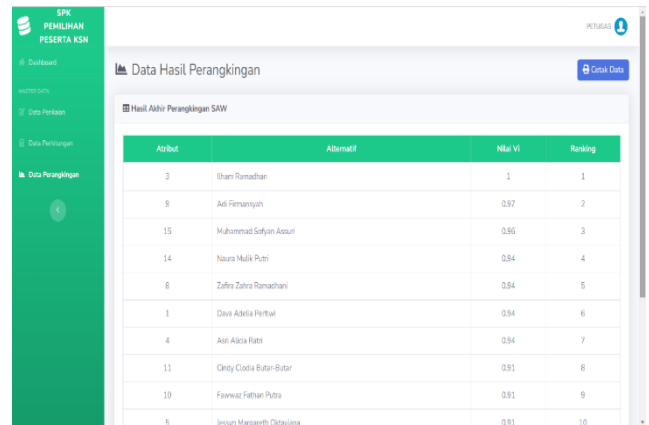 SPK
PEMILIHAN
PESERTA KSN
PETUGAS
Dashboard
Data Hasil Perangkingan
Cetak Data
MASTER DATA
Data Penilaian
Hasil Akhir Perangkingan SAW
Data Perhitungan
Atribut Alternatif Nilai Vi Ranking
Data Perangkingan
3 Ilham Ramadhan 1 1
9 Adi Firmansyah 0.97 2
15 Muhammad Sofyan Assuri 0.96 3
14 Naura Mulik Putri 0.94 4
8 Zafira Zahra Ramadhani 0.94 5
1 Dava Adelia Pertiwi 0.94 6
4 Asri Alicia Ratri 0.94 7
11 Cindy Clodia Butar-Butar 0.91 8
10 Fawwaz Fathan Putra 0.91 9
5 Jessun Margareth Oktaviana 0.91 10